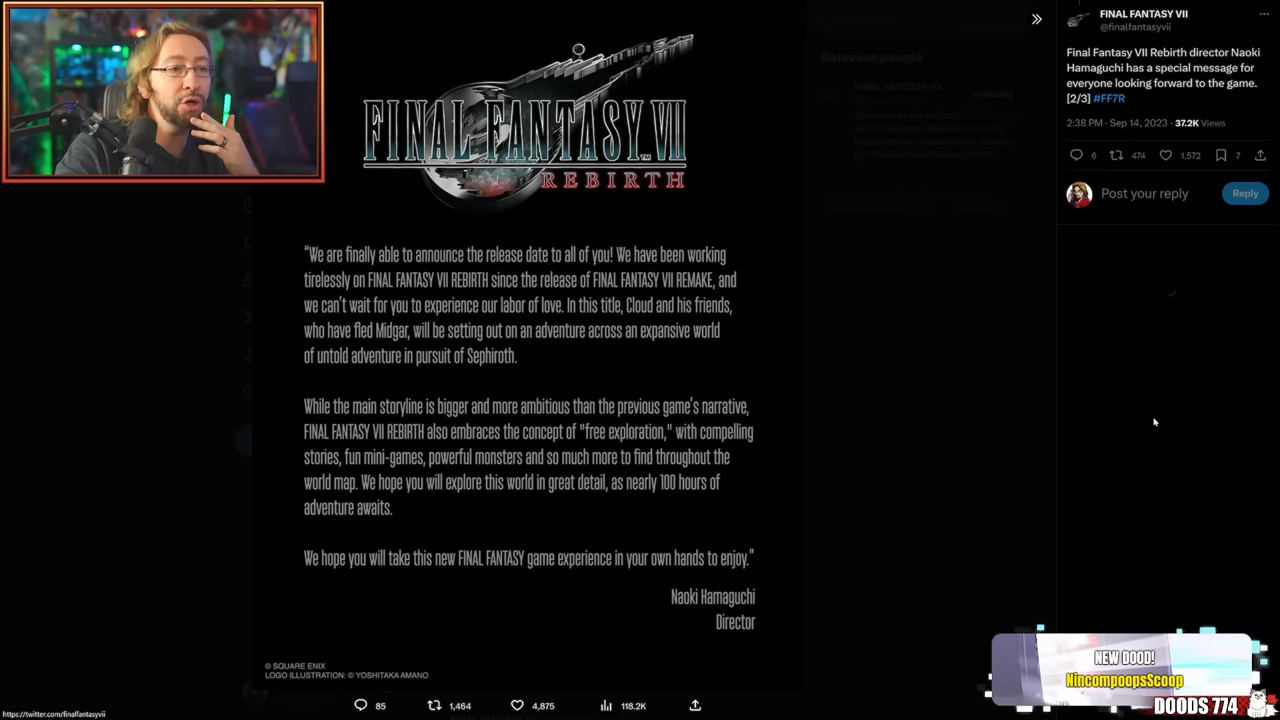 FINAL FANTASY VII
REBIRTH
"We are finally able to announce the release date to all of you! We have been working
tirelessly on FINAL FANTASY VII REBIRTH since the release of FINAL FANTASY VII REMAKE, and
we can't wait for you to experience our labor of love. In this title, Cloud and his friends,
who have fled Midgar, will be setting out on an adventure across an expansive world
of untold adventure in pursuit of Sephiroth.
While the main storyline is bigger and more ambitious than the previous game's narrative,
FINAL FANTASY VII REBIRTH also embraces the concept of "free exploration," with compelling
stories, fun mini-games, powerful monsters and so much more to find throughout the
world map. We hope you will explore this world in great detail, as nearly 100 hours of
adventure awaits.
We hope you will take this new FINAL FANTASY game experience in your own hands to enjoy."
Naoki Hamaguchi
Director
© SQUARE ENIX
LOGO ILLUSTRATION: © YOSHITAKA AMANO
85 1,464 4,875 118.2K
https://twitter.com/finalfantasyvii
Relevant people
FINAL FANTASY VII
Following
FINAL FANTASY VII
@finalfantasyvii
Final Fantasy VII Rebirth director Naoki
Hamaguchi has a special message for
everyone looking forward to the game.
[2/3] #FF7R
2:38 PM · Sep 14, 2023 · 37.2K Views
6 474 1,572 7
Post your reply
Reply
NEW DOOD!
NincompoopsScoop
DOODS 774